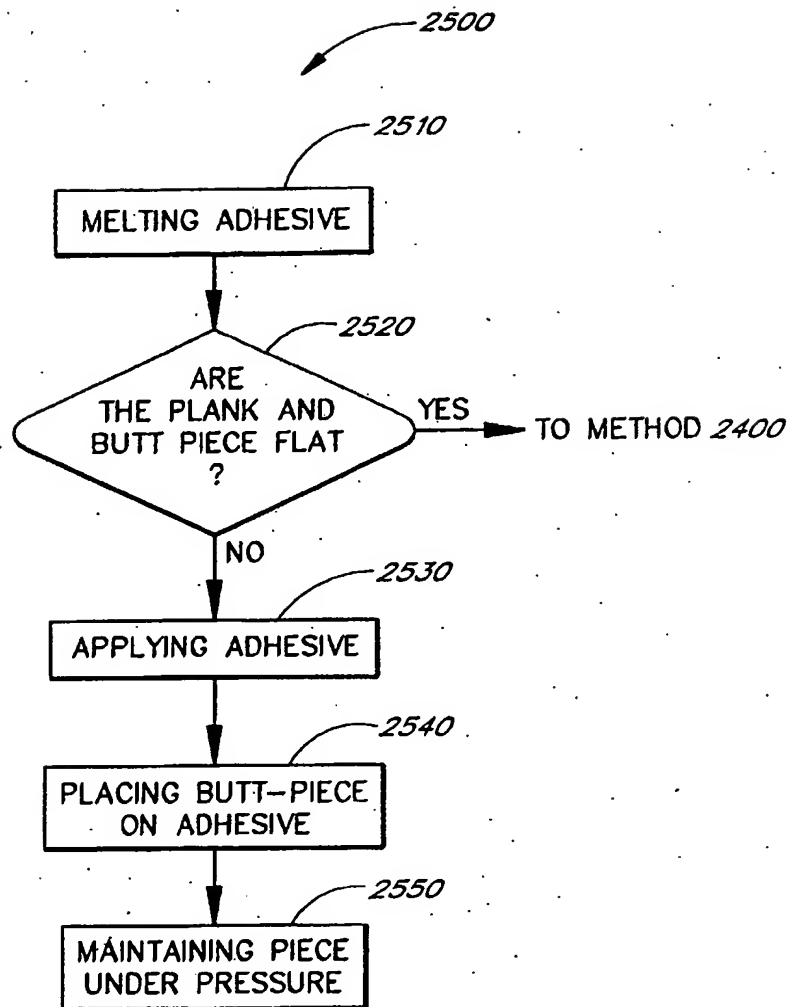 2500
2510
MELTING ADHESIVE
2520
ARE
THE PLANK AND
BUTT PIECE FLAT
?
YES
TO METHOD 2400
NO
2530
APPLYING ADHESIVE
2540
PLACING BUTT-PIECE
ON ADHESIVE
2550
MAINTAINING PIECE
UNDER PRESSURE